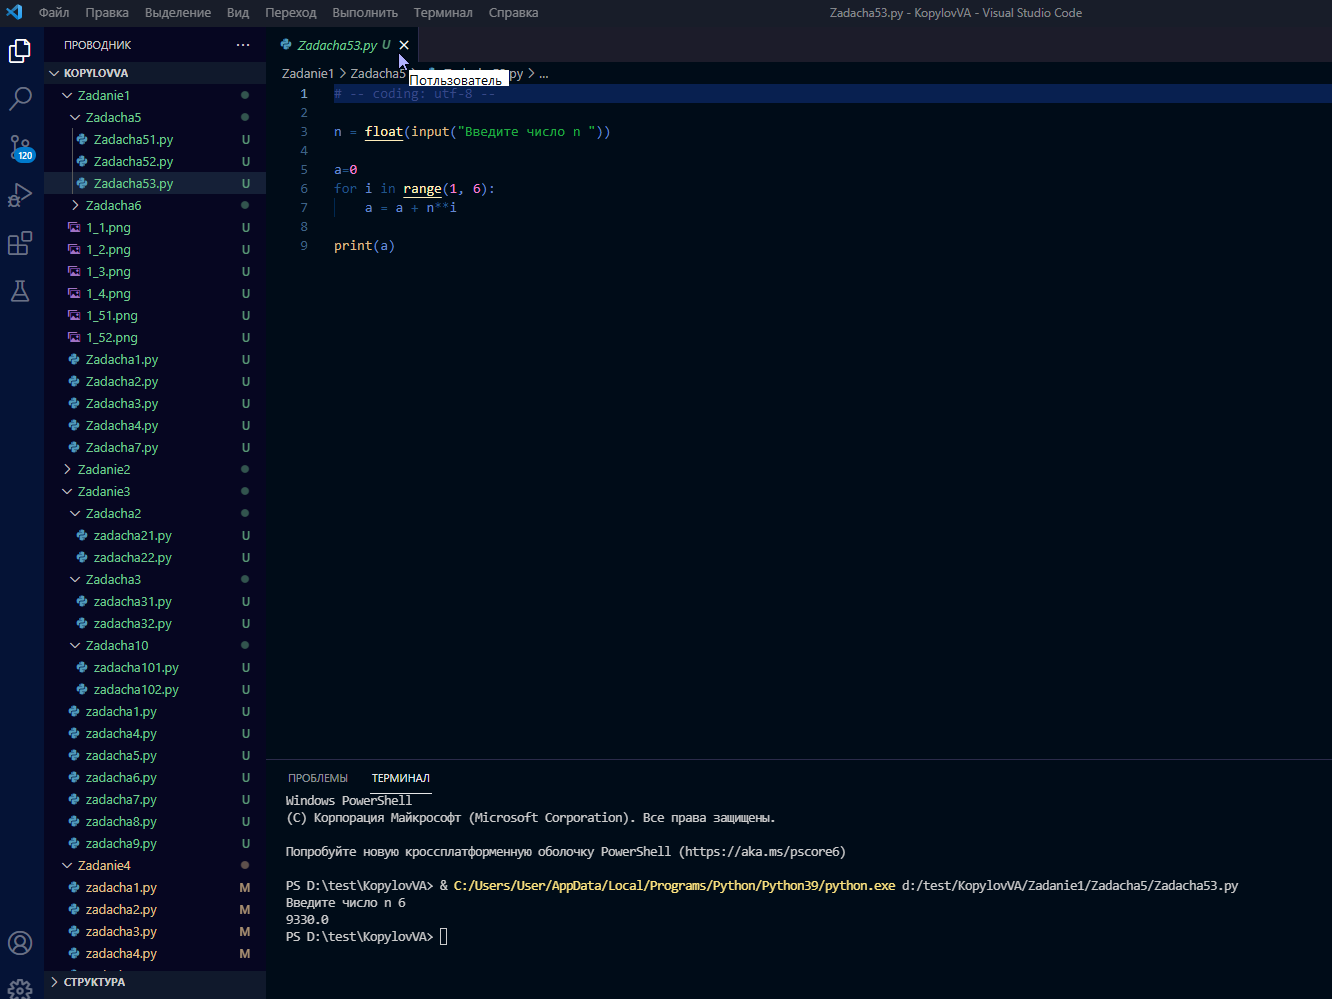 Файл Правка Выделение Вид Переход Выполнить Терминал Справка Zadacha53.py - KopylovVA - Visual Studio Code
ПРОВОДНИК ···
KOPYLOVVA
Zadanie1
Zadacha5
Zadacha51.py U
Zadacha52.py U
Zadacha53.py U
Zadacha6
1_1.png U
1_2.png U
1_3.png U
1_4.png U
1_51.png U
1_52.png U
Zadacha1.py U
Zadacha2.py U
Zadacha3.py U
Zadacha4.py U
Zadacha7.py U
Zadanie2
Zadanie3
Zadacha2
zadacha21.py U
zadacha22.py U
Zadacha3
zadacha31.py U
zadacha32.py U
Zadacha10
zadacha101.py U
zadacha102.py U
zadacha1.py U
zadacha4.py U
zadacha5.py U
zadacha6.py U
zadacha7.py U
zadacha8.py U
zadacha9.py U
Zadanie4
zadacha1.py M
zadacha2.py M
zadacha3.py M
zadacha4.py M
СТРУКТУРА
120
Zadacha53.py U
Zadanie1 > Zadacha5 py > ...
Потльзователь
1 # -- coding: utf-8 --
2
3 n = float(input("Введите число n "))
4
5 a=0
6 for i in range(1, 6):
7 a = a + n**i
8
9 print(a)
ПРОБЛЕМЫ ТЕРМИНАЛ
Windows PowerShell
(C) Корпорация Майкрософт (Microsoft Corporation). Все права защищены.
Попробуйте новую кроссплатформенную оболочку PowerShell (https://aka.ms/pscore6)
PS D:\test\KopylovVA> & C:/Users/User/AppData/Local/Programs/Python/Python39/python.exe d:/test/KopylovVA/Zadanie1/Zadacha5/Zadacha53.py
Введите число n 6
9330.0
PS D:\test\KopylovVA>